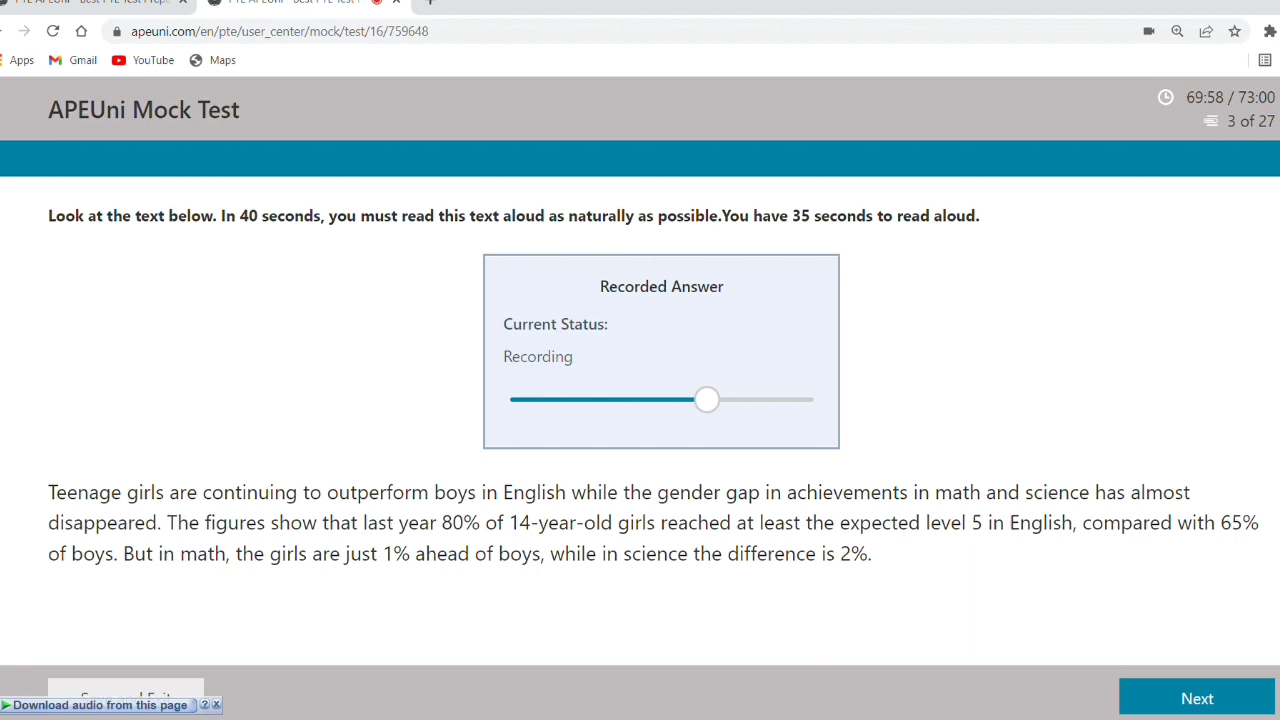 apeuni.com/en/pte/user_center/mock/test/16/759648
Apps Gmail YouTube Maps
APEUni Mock Test
69:58 / 73:00
3 of 27
Look at the text below. In 40 seconds, you must read this text aloud as naturally as possible.You have 35 seconds to read aloud.
Recorded Answer
Current Status:
Recording
Teenage girls are continuing to outperform boys in English while the gender gap in achievements in math and science has almost
disappeared. The figures show that last year 80% of 14-year-old girls reached at least the expected level 5 in English, compared with 65%
of boys. But in math, the girls are just 1% ahead of boys, while in science the difference is 2%.
Save and Exit
Download audio from this page ? X
Next